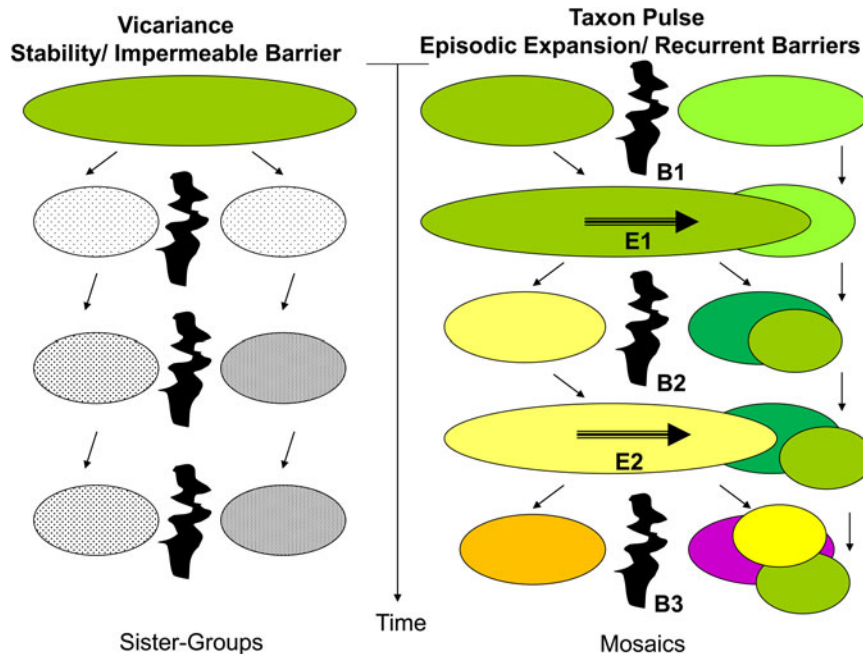 Vicariance
Stability/ Impermeable Barrier
Taxon Pulse
Episodic Expansion/ Recurrent Barriers
B1
E1
B2
E2
B3
Time
Sister-Groups
Mosaics